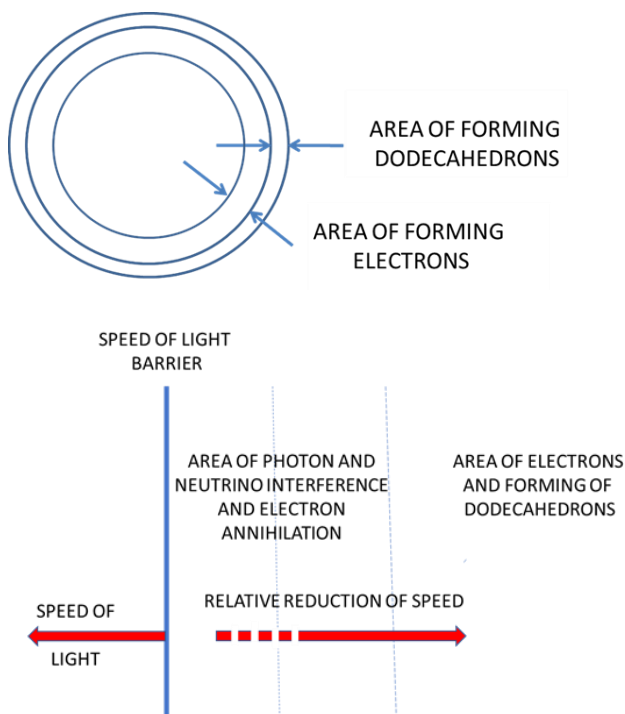 AREA OF FORMING
DODECAHEDRONS
AREA OF FORMING
ELECTRONS
SPEED OF LIGHT
BARRIER
AREA OF PHOTON AND
NEUTRINO INTERFERENCE
AND ELECTRON
ANNIHILATION
AREA OF ELECTRONS
AND FORMING OF
DODECAHEDRONS
SPEED OF
LIGHT
RELATIVE REDUCTION OF SPEED